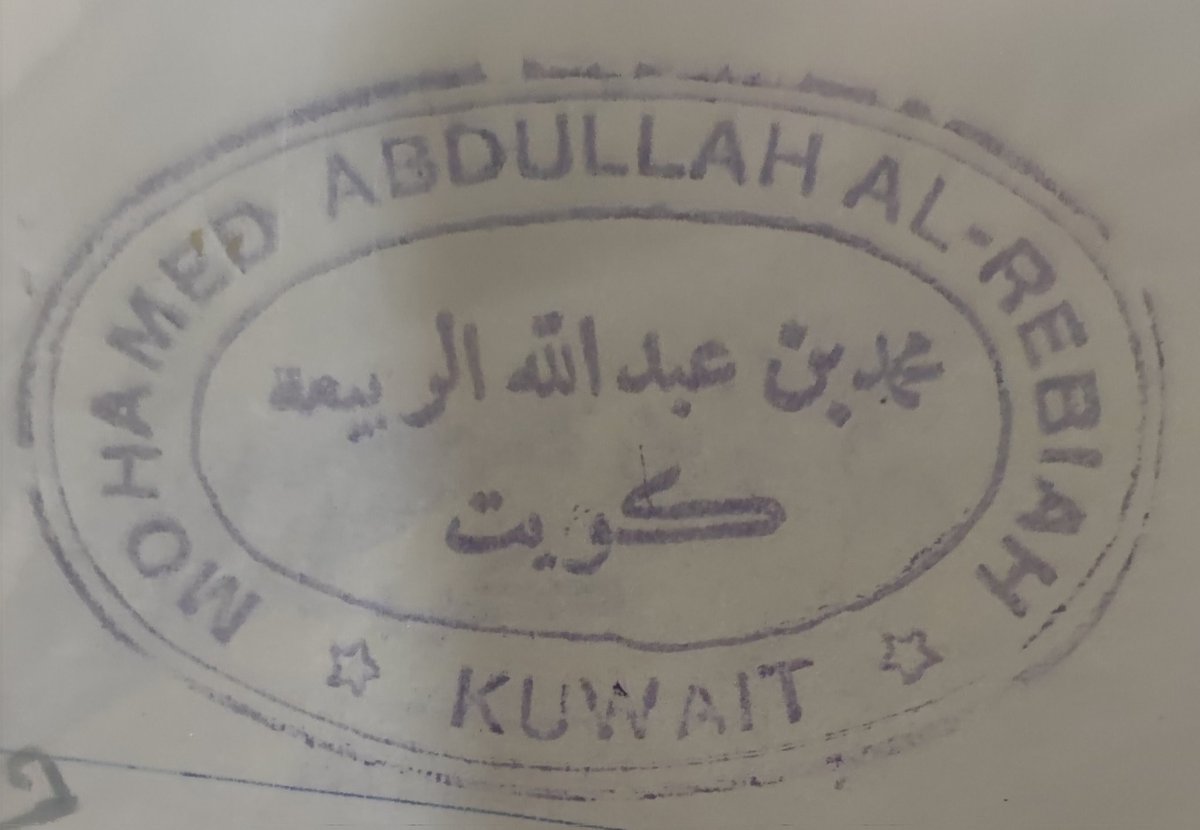 MOHAMED ABDULLAH AL-REBIAH
محمد بن عبد الله الربيعة
كويت
KUWAIT